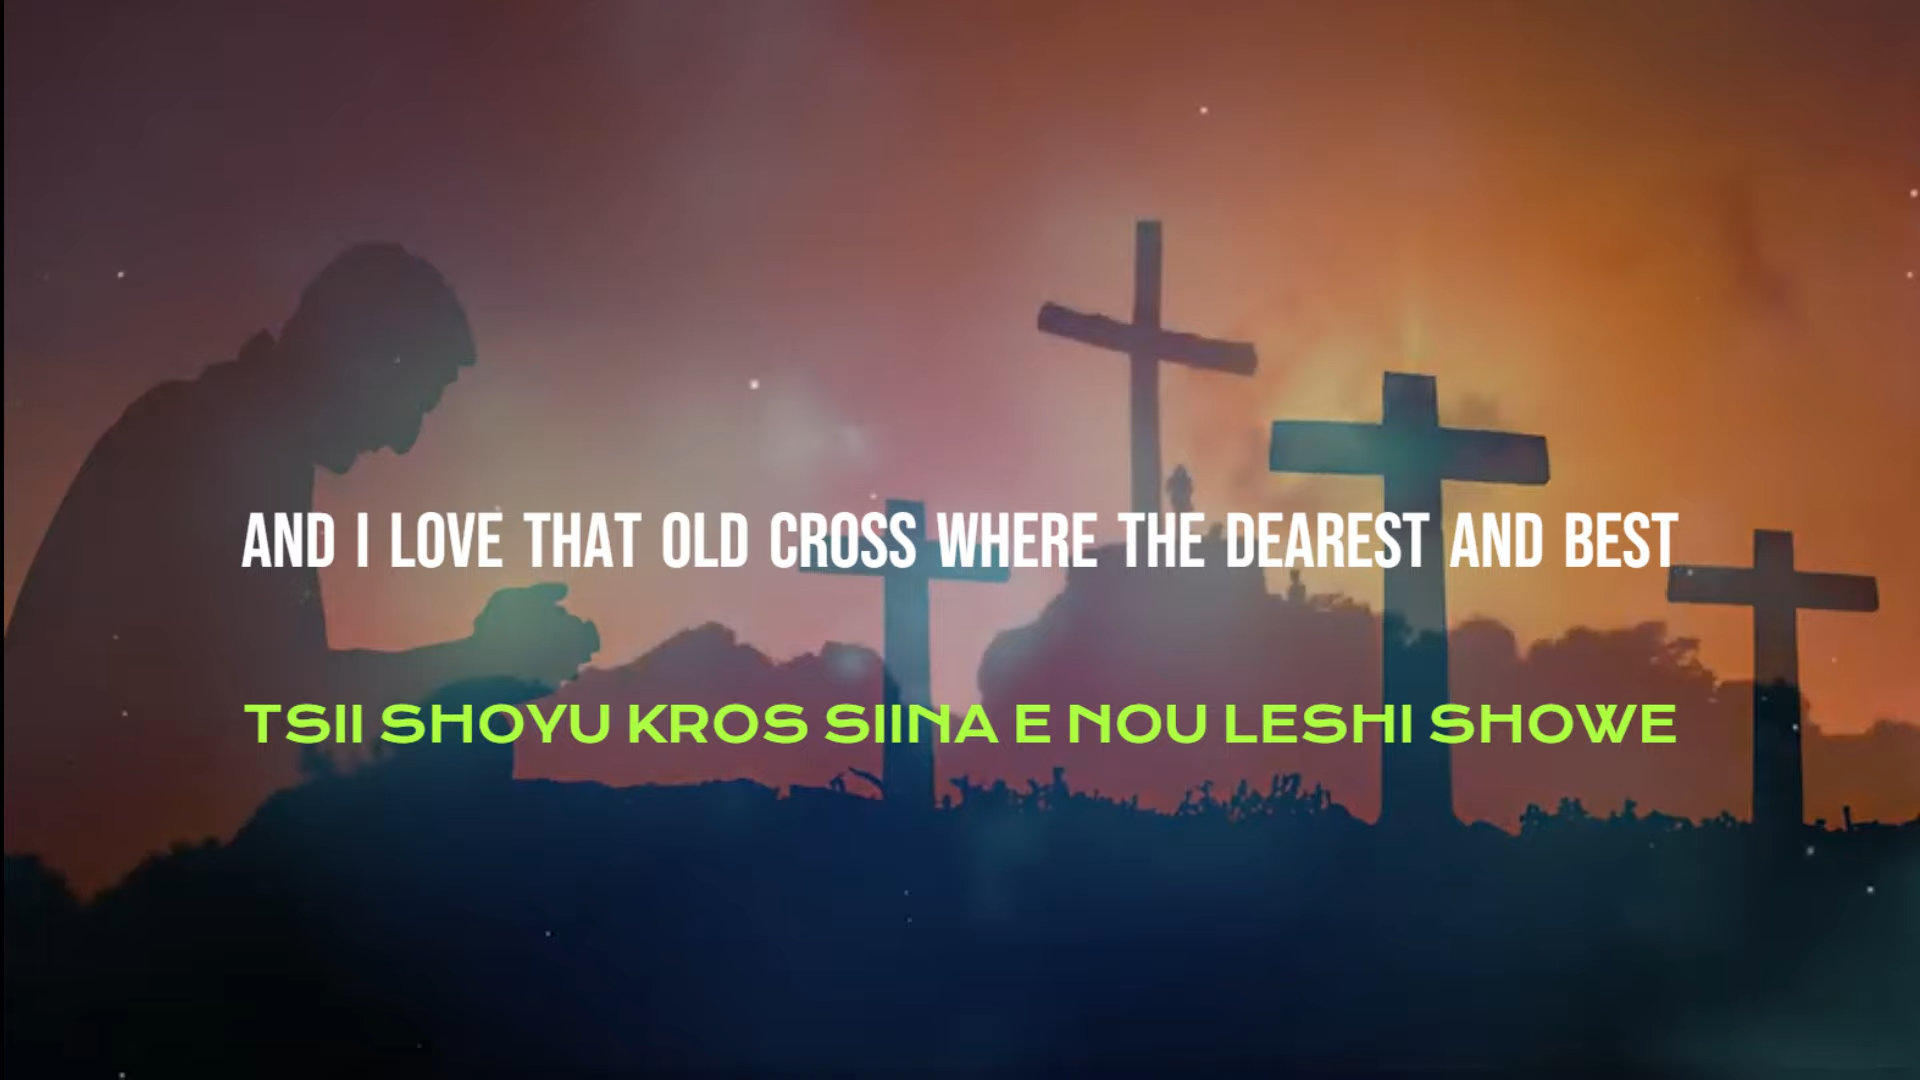 AND I LOVE THAT OLD CROSS WHERE THE DEAREST AND BEST
TSII SHOYU KROS SIINA E NOU LESHI SHOWE